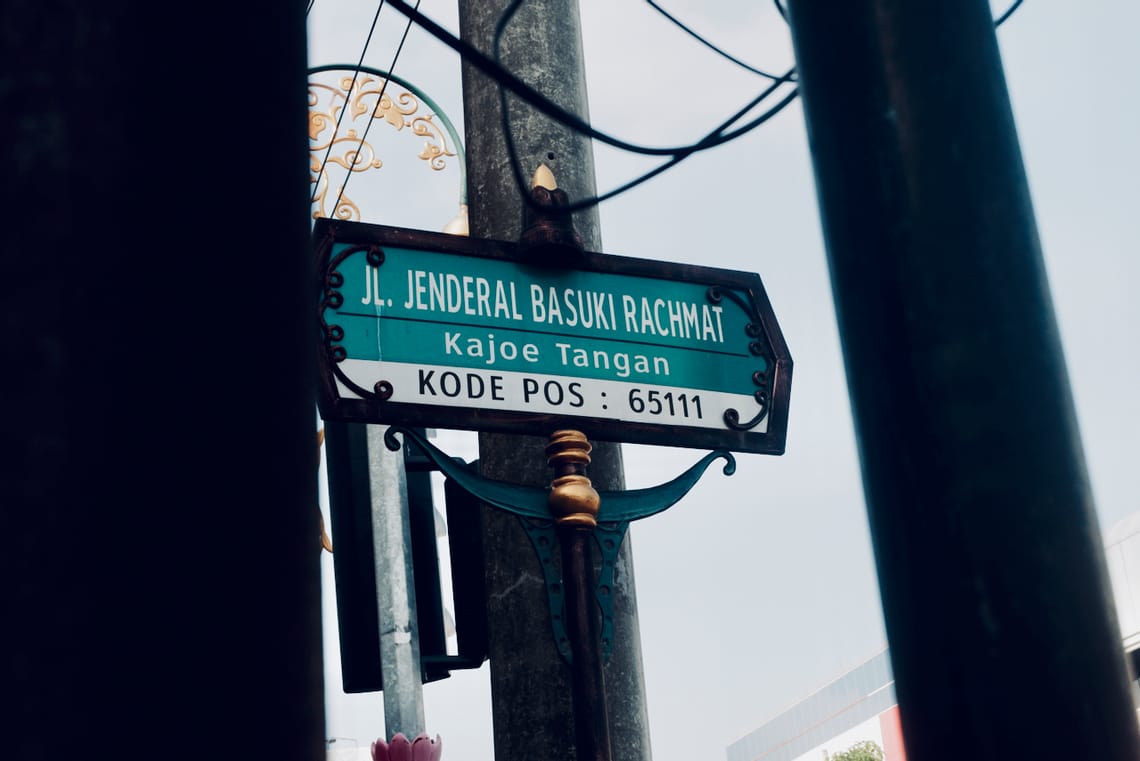 JL. JENDERAL BASUKI RACHMAT
Kajoe Tangan
KODE POS : 65111